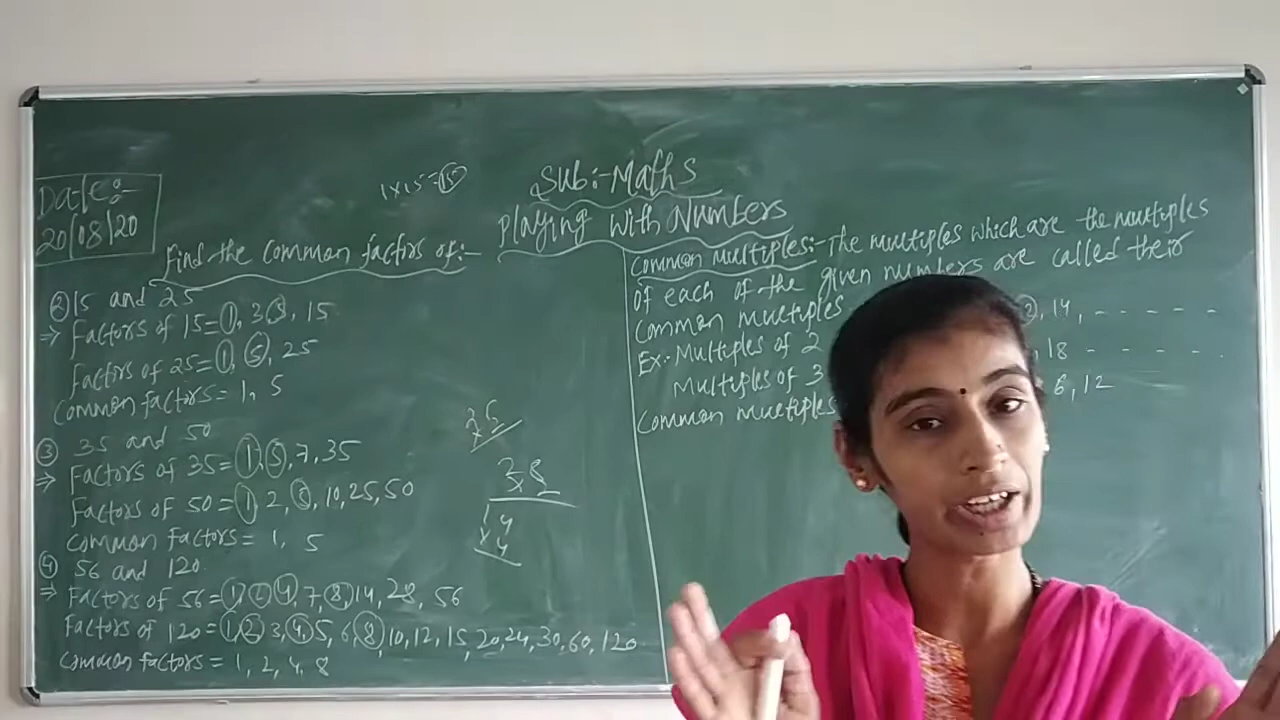 Date:-
20/08/20
1x15=15
Sub:-Maths
Playing with Numbers
Find the common factors of:-
② 15 and 25
⇒ Factors of 15=1, 3, 5, 15
Factors of 25=1, 5, 25
Common factors= 1, 5
③ 35 and 50
⇒ Factors of 35=1, 5, 7, 35
Factors of 50=1, 2, 5, 10, 25, 50
Common factors= 1, 5
④ 56 and 120
⇒ Factors of 56=1, 2, 4, 7, 8, 14, 28, 56
Factors of 120=1, 2, 3, 4, 5, 6, 8, 10, 12, 15, 20, 24, 30, 60, 120
Common factors= 1, 2, 4, 8
Common multiples:-The multiples which are the multiples
of each of the given numbers are called their
Common multiples
Ex:-Multiples of 2 14, - - - - -
Multiples of 3 , 18 - - - - -
Common multiples 6, 12